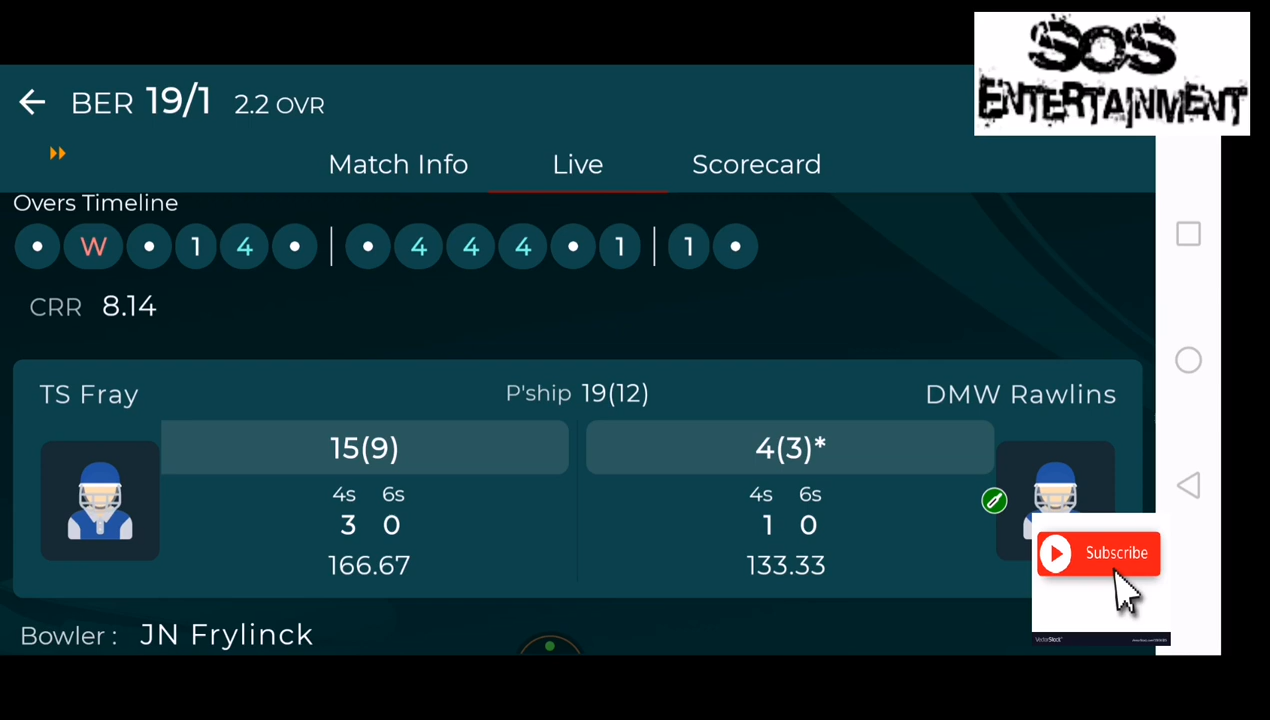 SOS
ENTERTAINMENT
BER 19/1 2.2 OVR
Match Info Live Scorecard
Overs Timeline
• W • 1 4 • | • 4 4 4 • 1 | 1 •
CRR 8.14
TS Fray P'ship 19(12) DMW Rawlins
15(9) 4(3)*
4s 6s 4s 6s
3 0 1 0
166.67 133.33
Subscribe
Bowler : JN Frylinck
VectorStock